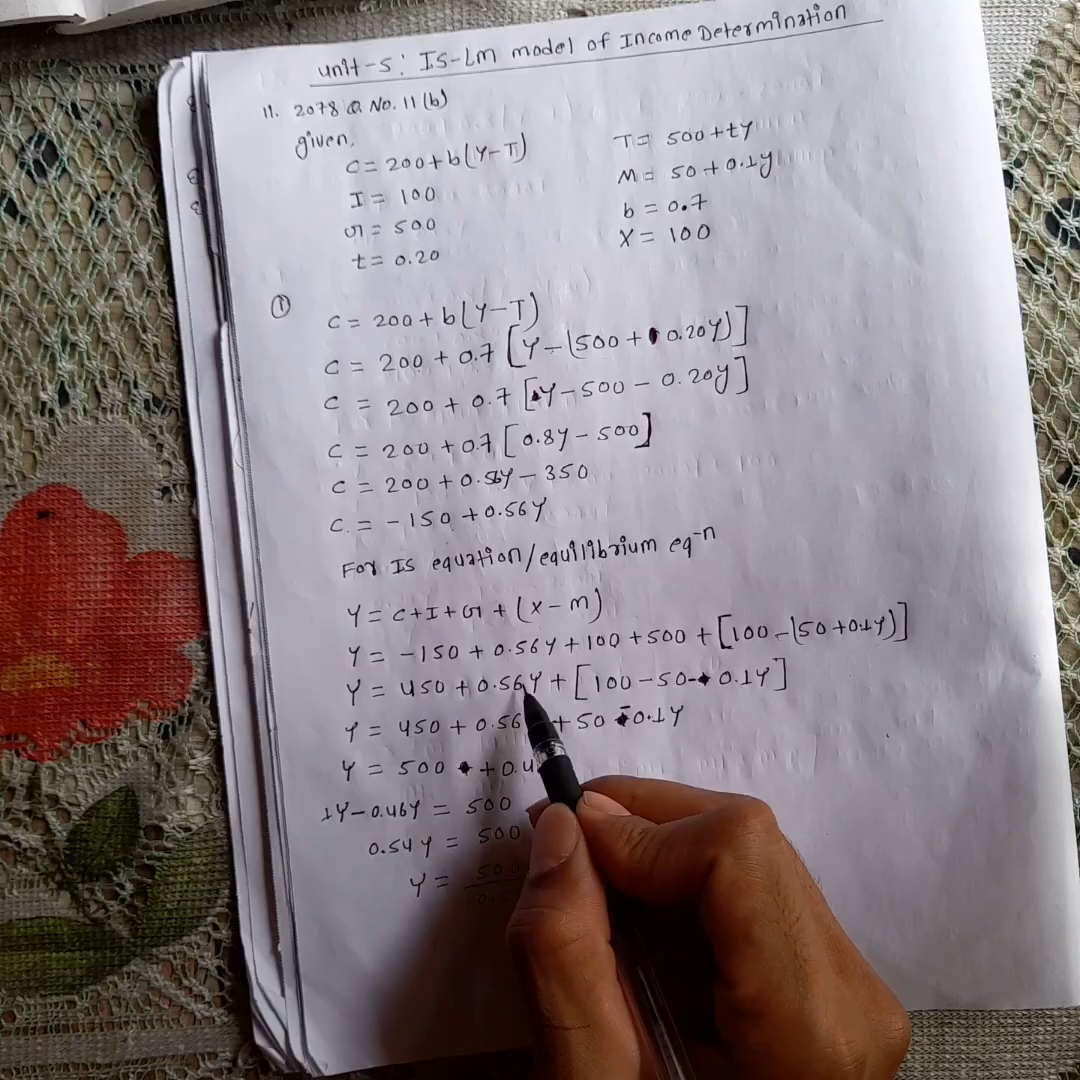 Unit-5: IS-LM model of Income Determination
11. 2078 Q. No. 11(b)
given,
C = 200+b(Y-T)
I = 100
G = 500
t = 0.20
T = 500+tY
M = 50+0.1y
b = 0.7
X = 100
①
C = 200+b(Y-T)
C = 200 + 0.7 [Y-(500+0.20Y)]
C = 200 + 0.7 [Y-500-0.20y]
C = 200 + 0.7 [0.8Y-500]
C = 200 + 0.56Y-350
C. = -150 +0.56Y
For Is equation/equilibrium eq-n
Y = C+I+G+(X-M)
Y = -150 + 0.56Y+100+500+[100-(50+0.1Y)]
Y = 450 + 0.56Y + [100-50-0.1Y]
Y = 450 + 0.56 +50 -0.1Y
Y = 500 + 0.4
1Y-0.46Y = 500
0.54Y = 500
Y = 500